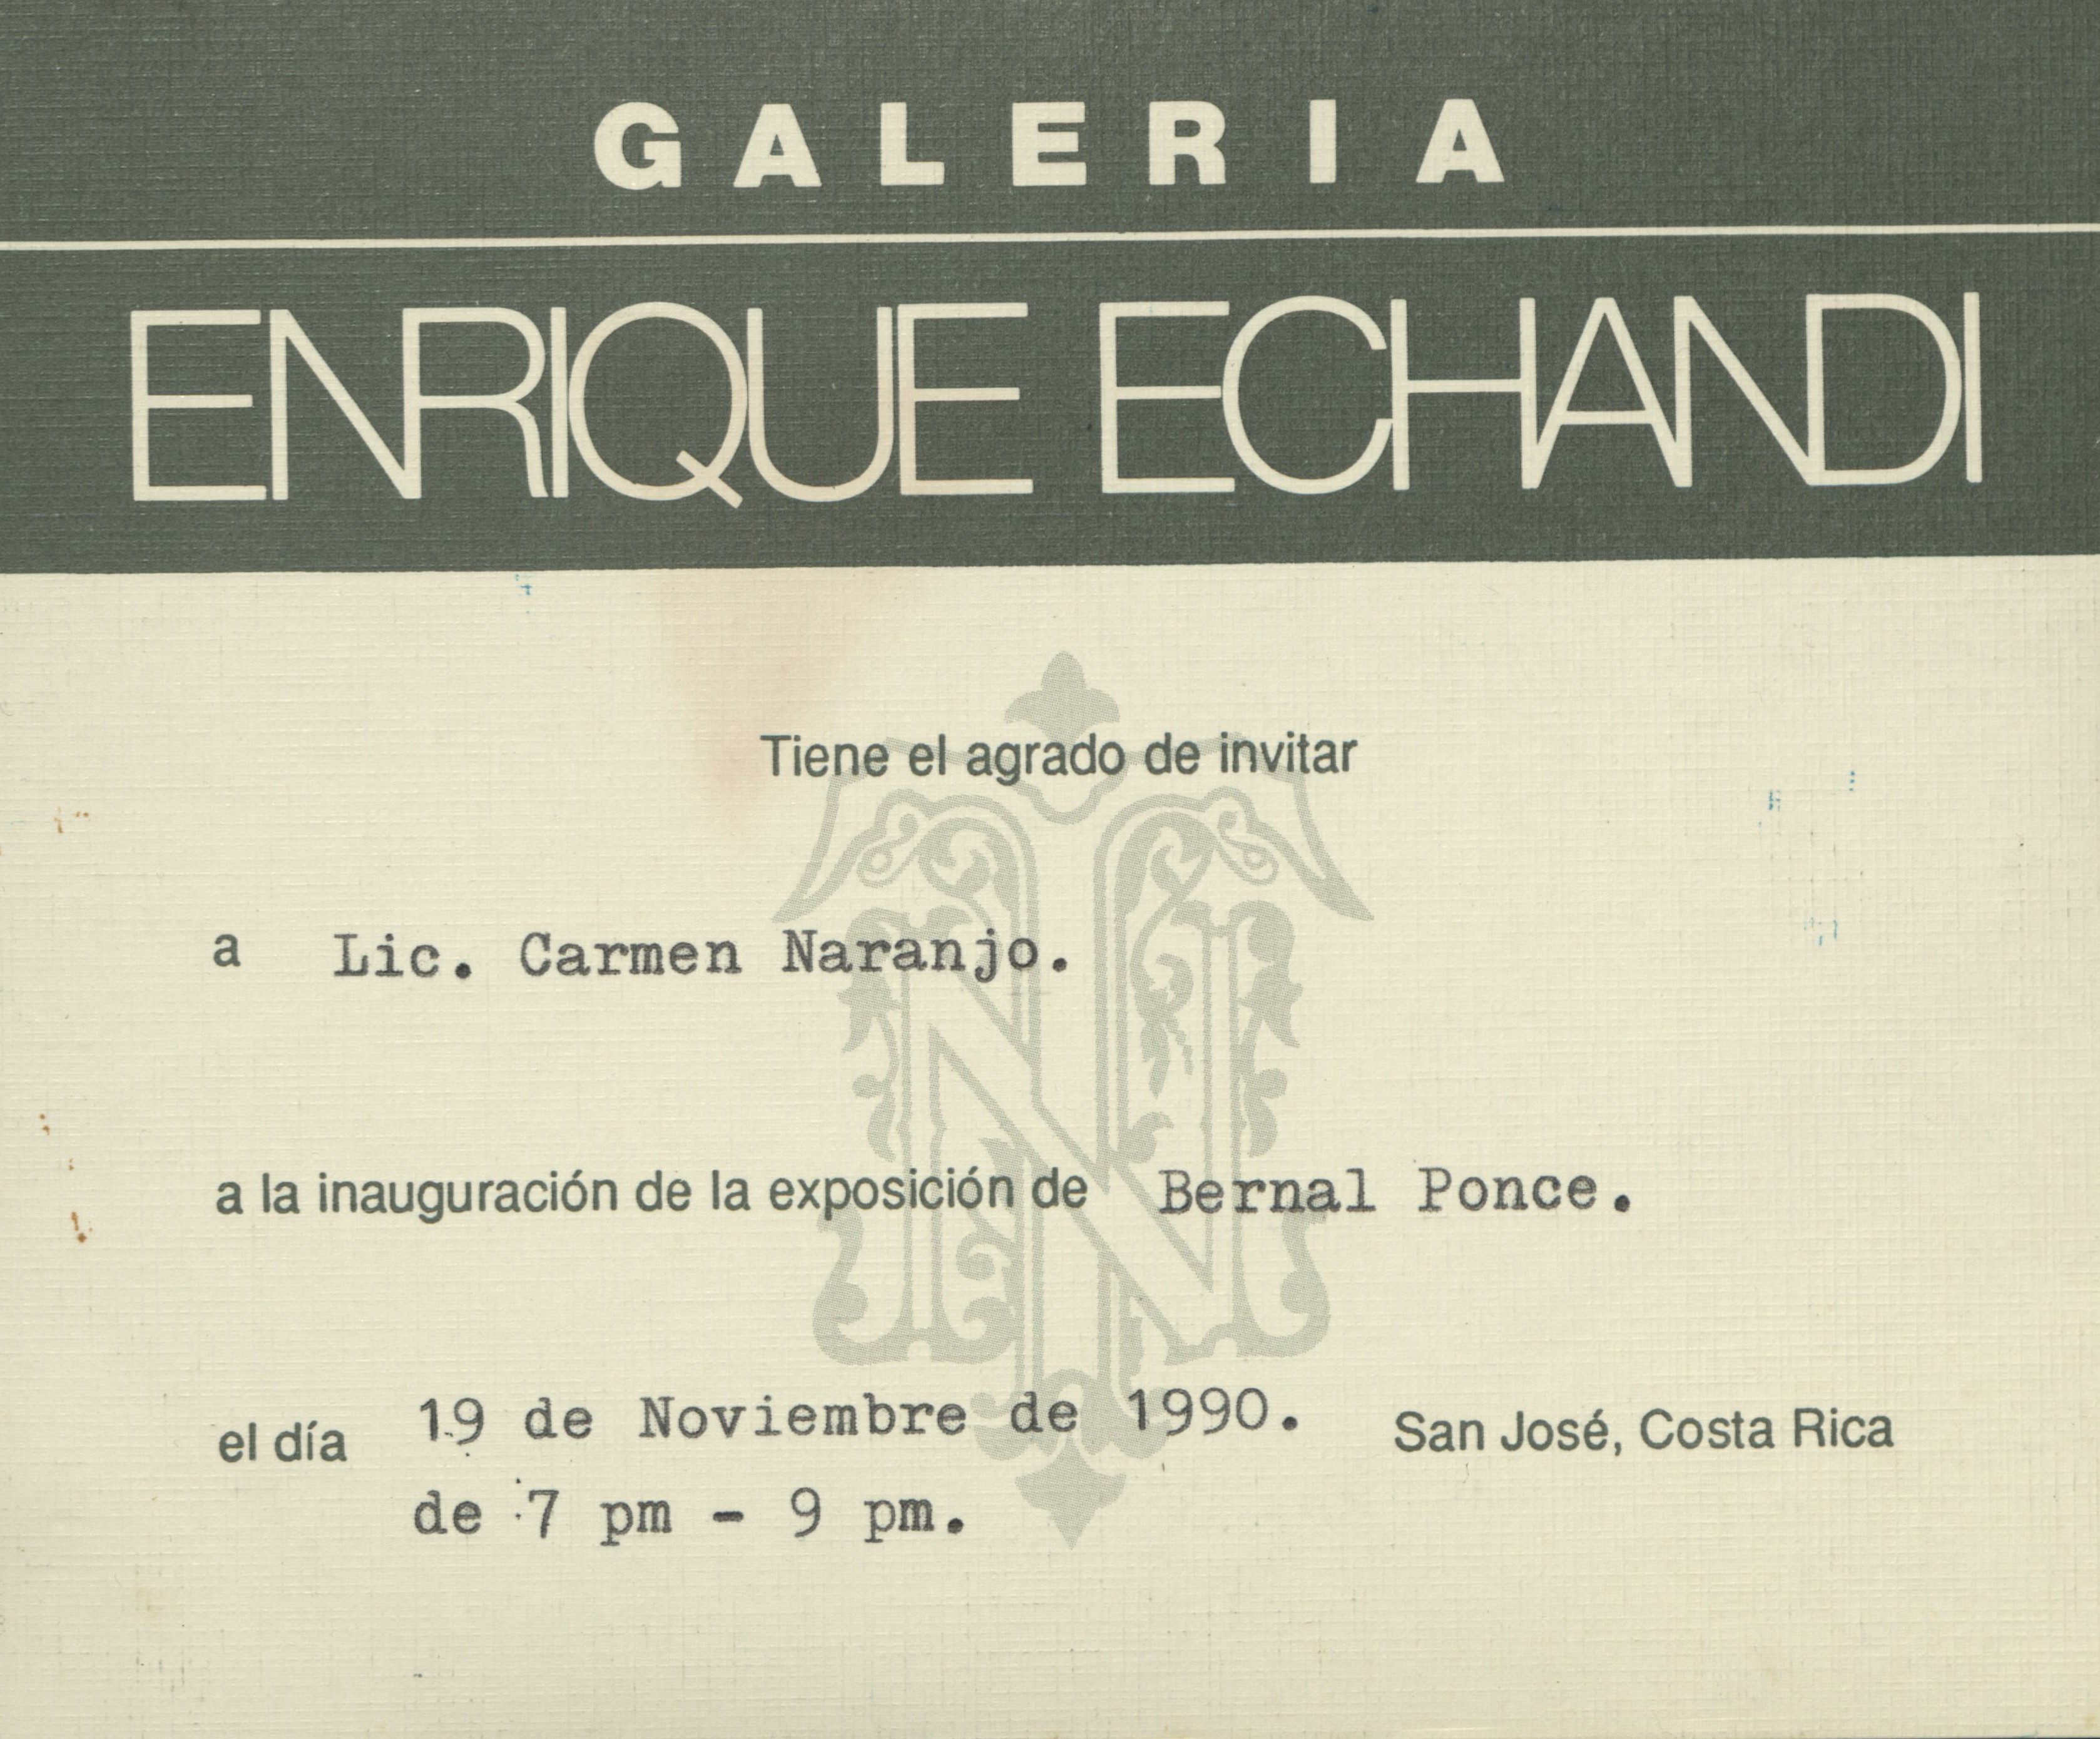 GALERIA
ENRIQUE ECHANDI
Tiene el agrado de invitar
a Lic. Carmen Naranjo.
a la inauguración de la exposición de Bernal Ponce.
el día 19 de Noviembre de 1990. San José, Costa Rica
de 7 pm - 9 pm.